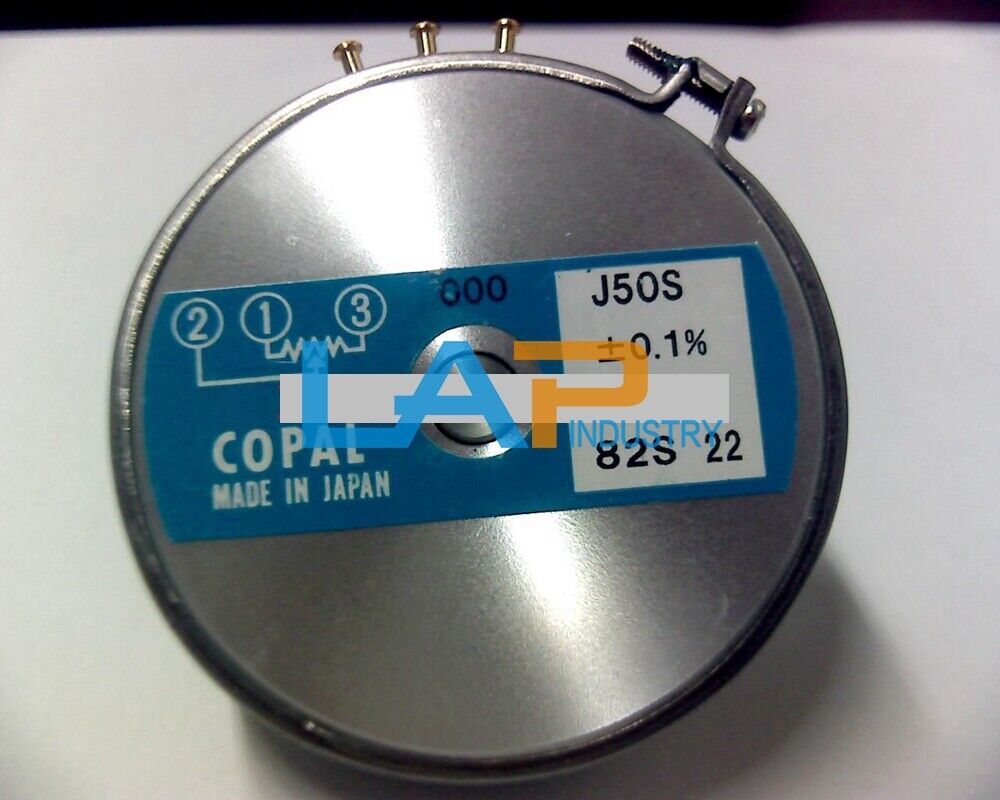 ② ① ③
000
J50S
±0.1%
82S 22
COPAL
MADE IN JAPAN
LAP
INDUSTRY